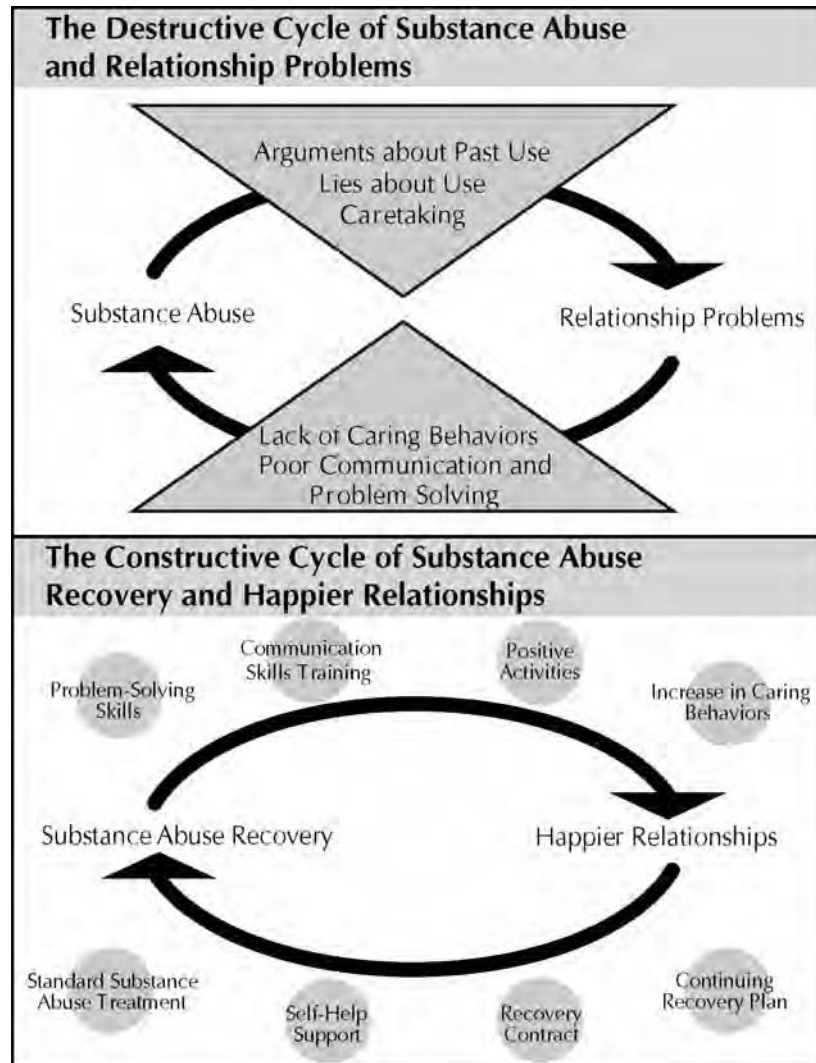 The Destructive Cycle of Substance Abuse
and Relationship Problems
Arguments about Past Use
Lies about Use
Caretaking
Substance Abuse
Relationship Problems
Lack of Caring Behaviors
Poor Communication and
Problem Solving
The Constructive Cycle of Substance Abuse
Recovery and Happier Relationships
Problem-Solving
Skills
Communication
Skills Training
Positive
Activities
Increase in Caring
Behaviors
Substance Abuse Recovery
Happier Relationships
Standard Substance
Abuse Treatment
Self-Help
Support
Recovery
Contract
Continuing
Recovery Plan